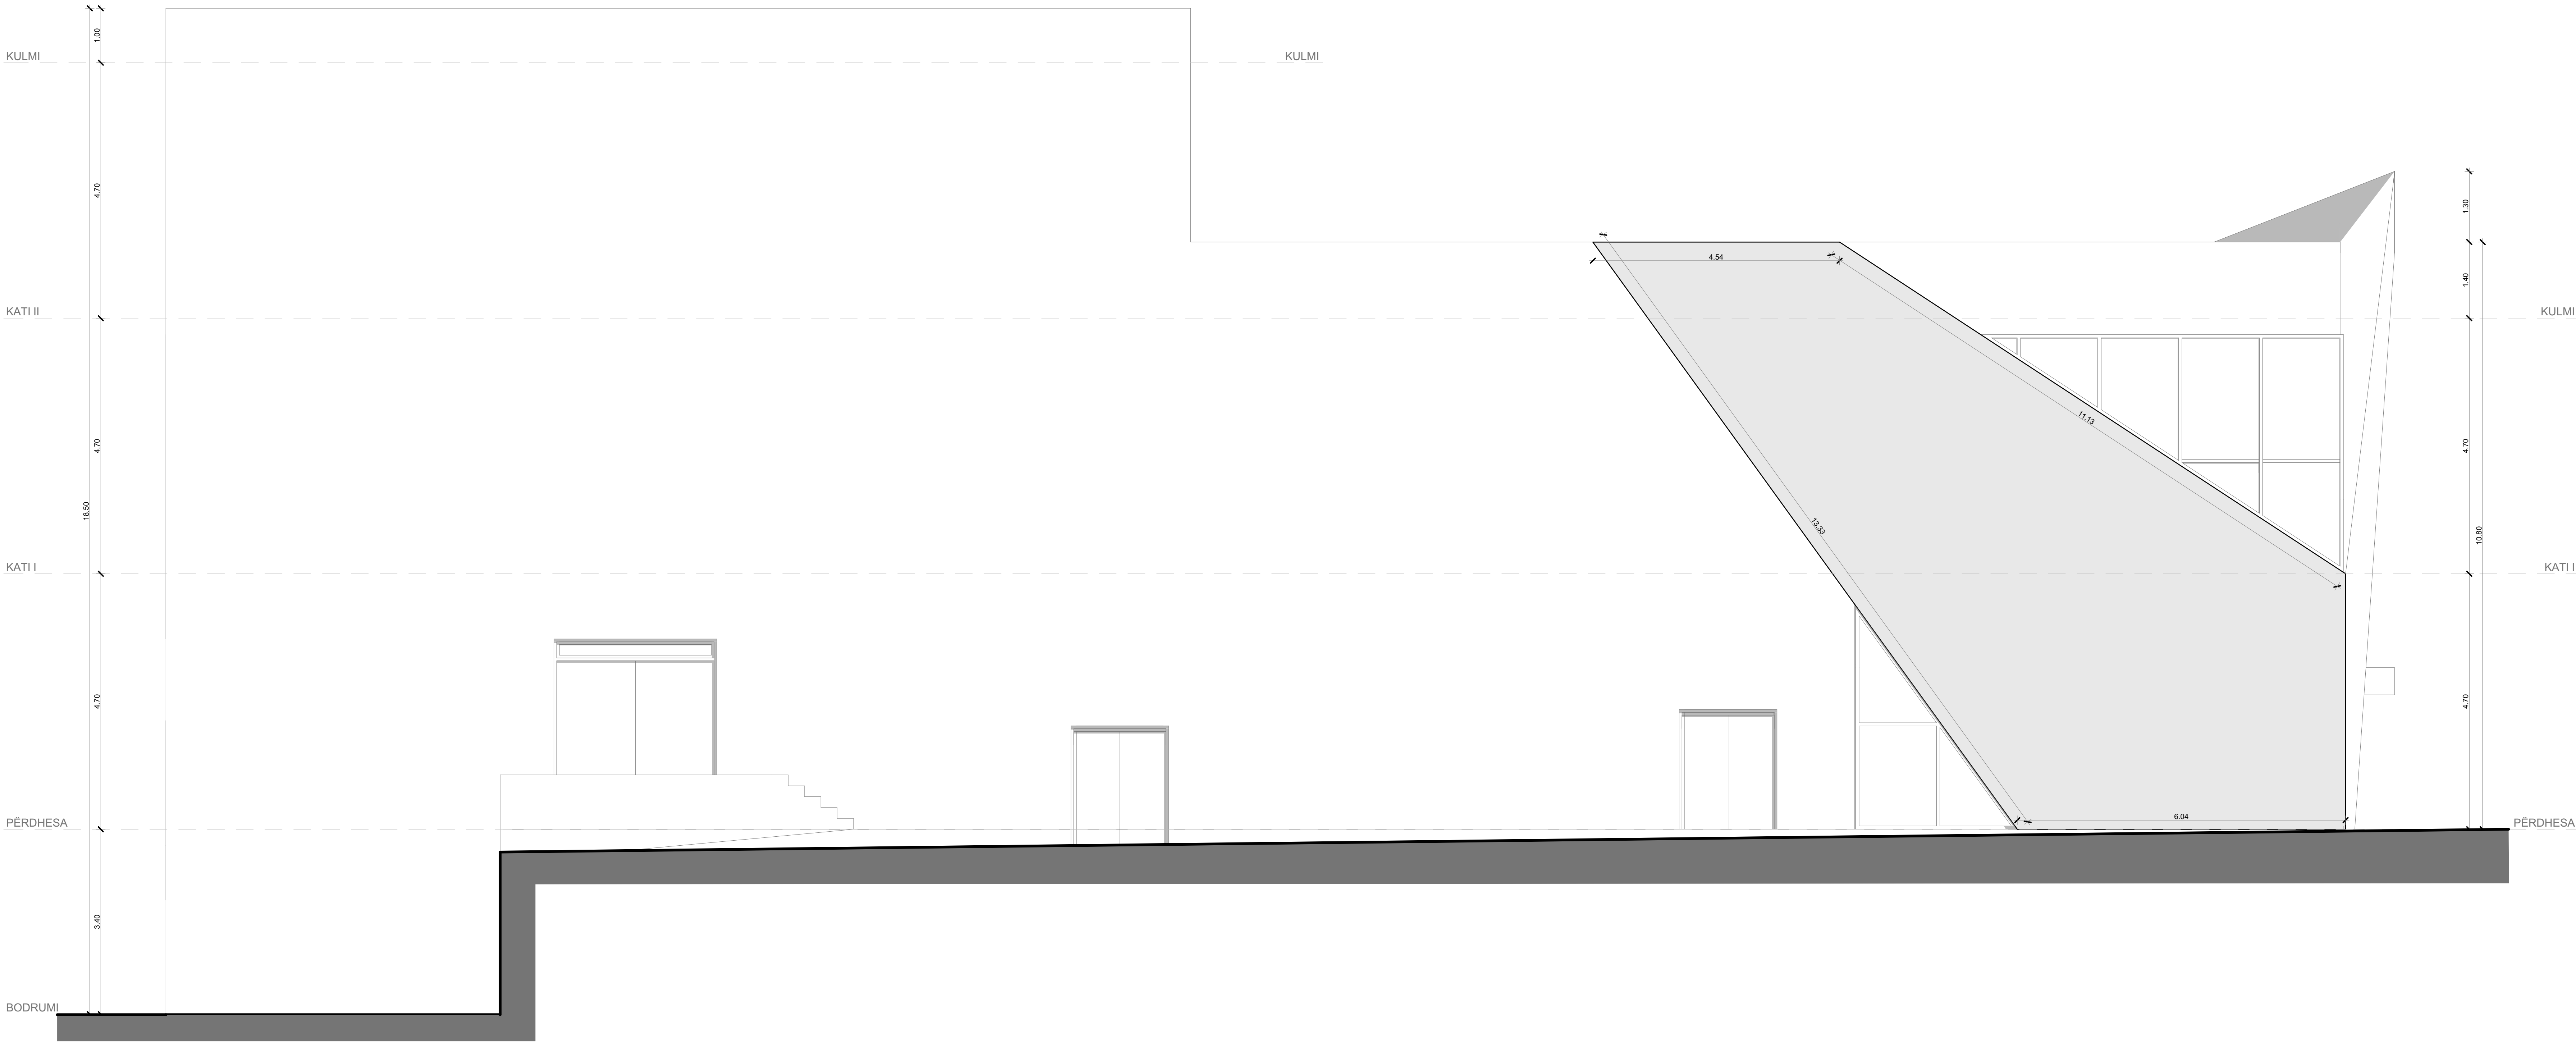 1.00
KULMI
KULMI
4.70
1.30
4.54
1.40
KATI II
KULMI
11.13
4.70
4.70
18.50
13.33
10.80
KATI I
KATI I
4.70
4.70
6.04
PËRDHESA
PËRDHESA
3.40
BODRUMI